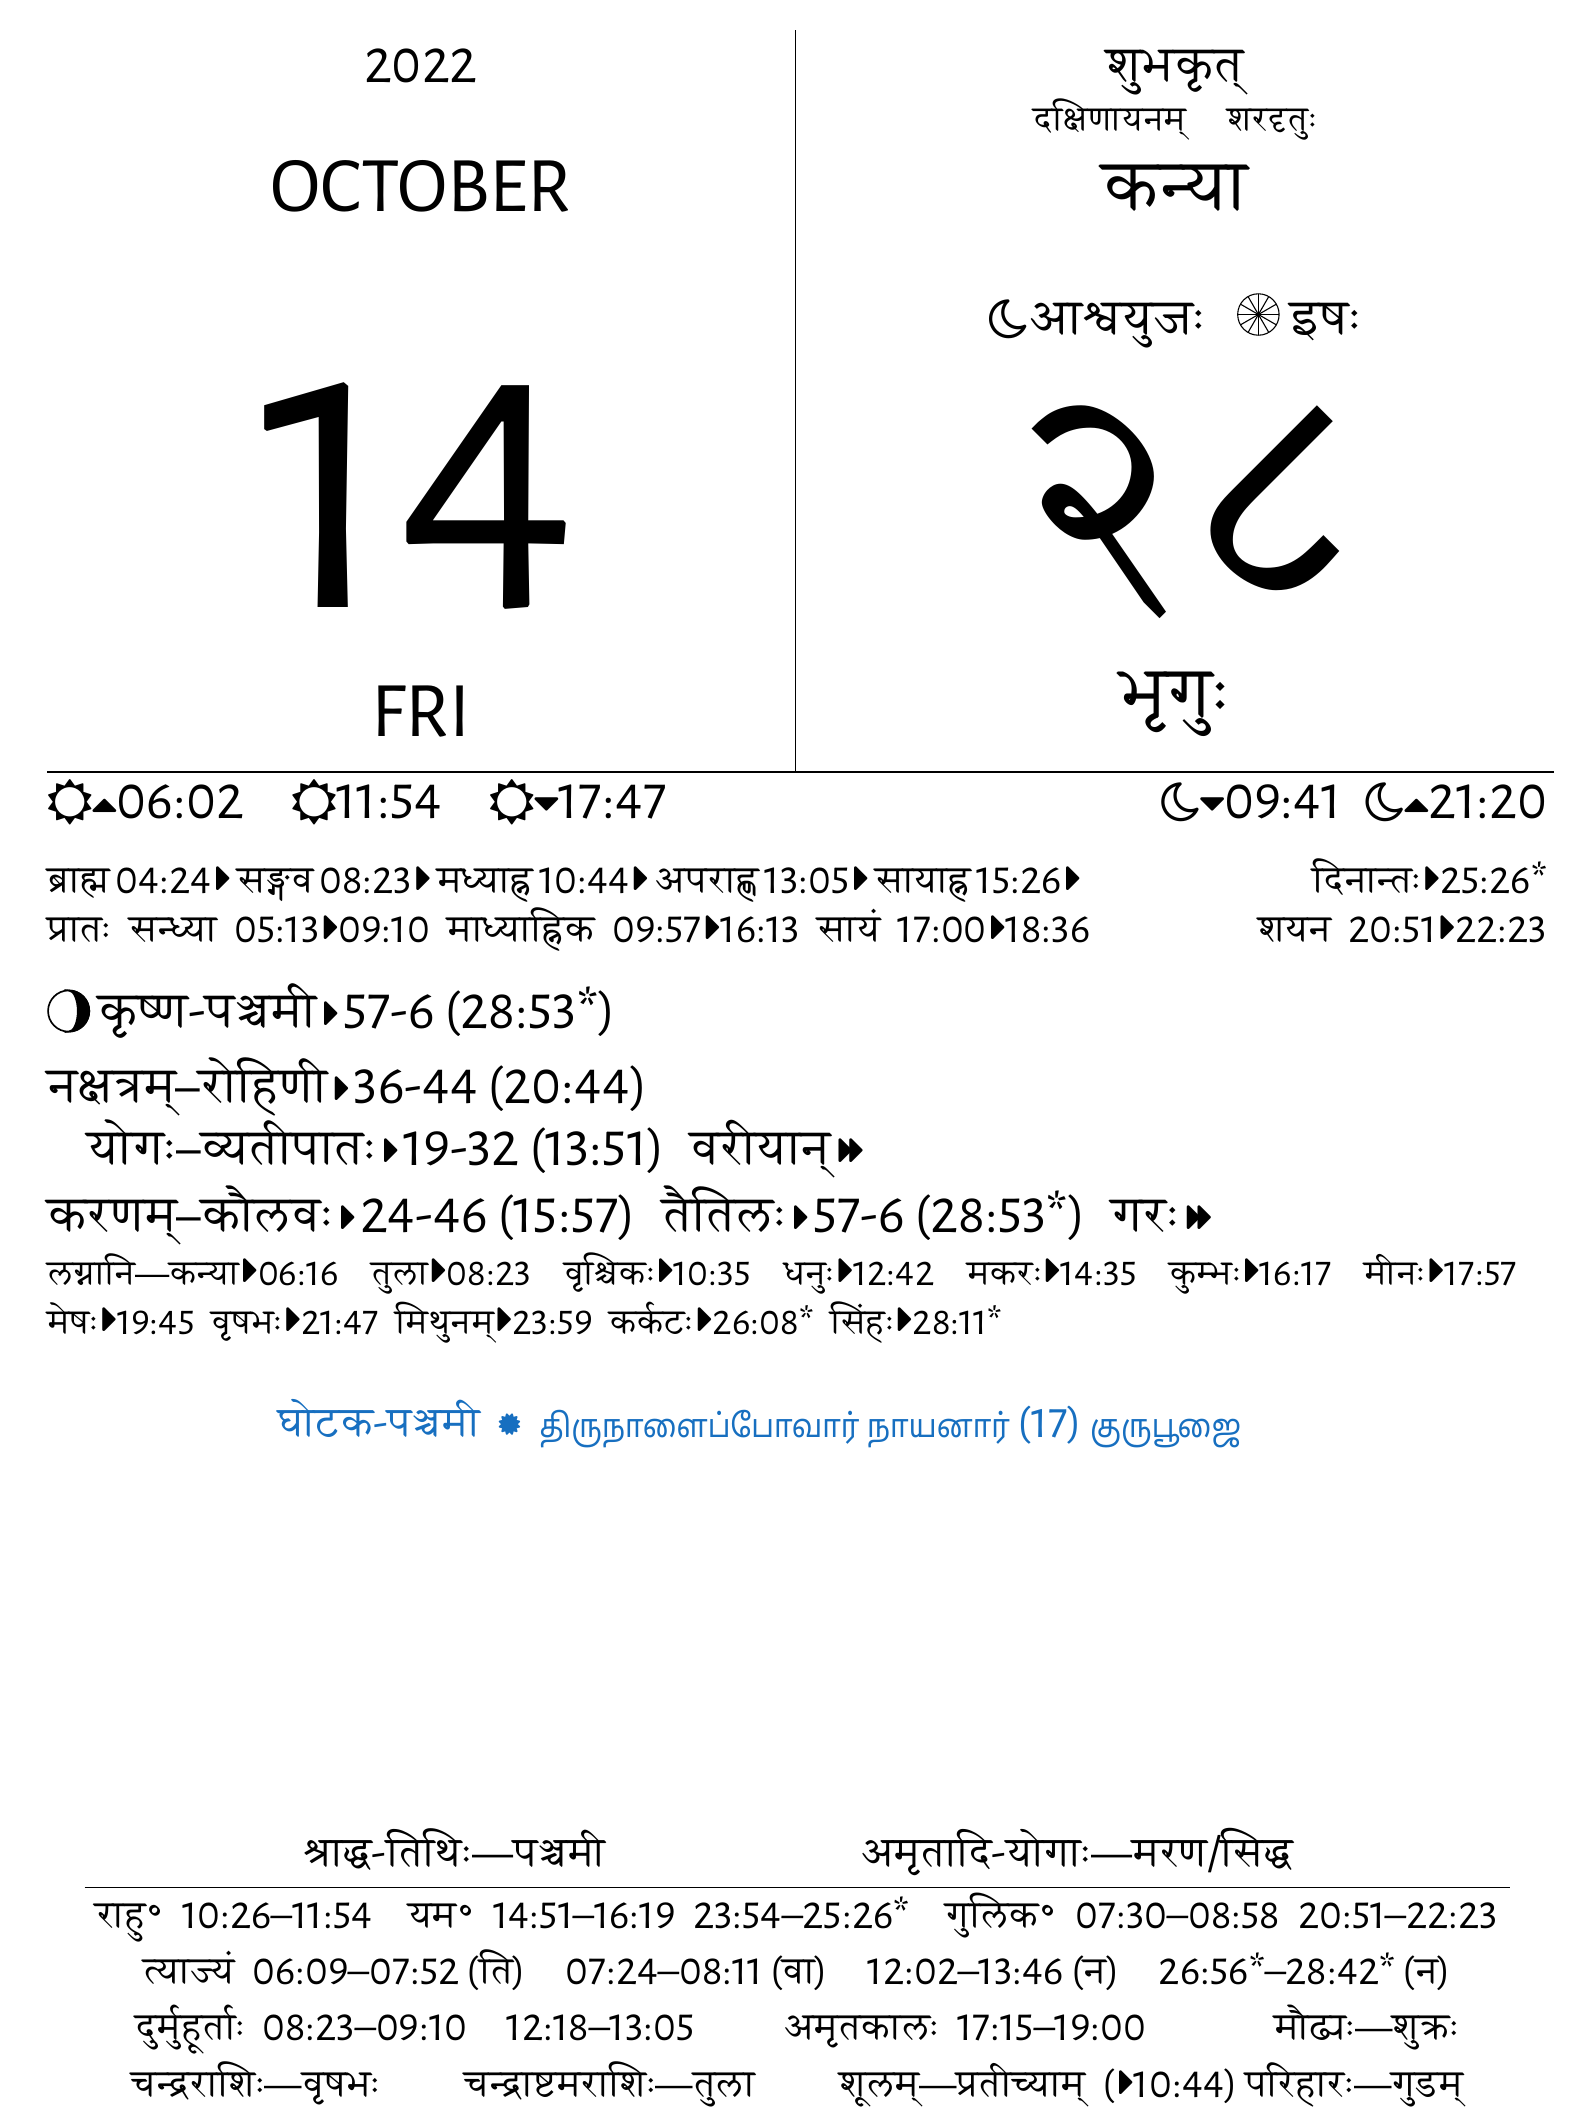 2022
OCTOBER
14
FRI
शुभकृत्
दक्षिणायनम् शरदृतुः
कन्या
आश्वयुजः इषः
२८
भृगुः
06:02 11:54 17:47 09:41 21:20
ब्राह्म 04:24 सङ्गव 08:23 मध्याह्न 10:44 अपराह्ण 13:05 सायाह्न 15:26 दिनान्तः 25:26*
प्रातः सन्ध्या 05:13 09:10 माध्याह्निक 09:57 16:13 सायं 17:00 18:36 शयन 20:51 22:23
कृष्ण-पञ्चमी 57-6 (28:53*)
नक्षत्रम्–रोहिणी 36-44 (20:44)
योगः–व्यतीपातः 19-32 (13:51) वरीयान्
करणम्–कौलवः 24-46 (15:57) तैतिलः 57-6 (28:53*) गरः
लग्नानि—कन्या 06:16 तुला 08:23 वृश्चिकः 10:35 धनुः 12:42 मकरः 14:35 कुम्भः 16:17 मीनः 17:57
मेषः 19:45 वृषभः 21:47 मिथुनम् 23:59 कर्कटः 26:08* सिंहः 28:11*
घोटक-पञ्चमी திருநாளைப்போவார் நாயனார் (17) குருபூஜை
श्राद्ध-तिथिः—पञ्चमी अमृतादि-योगाः—मरण/सिद्ध
राहु॰ 10:26–11:54 यम॰ 14:51–16:19 23:54–25:26* गुलिक॰ 07:30–08:58 20:51–22:23
त्याज्यं 06:09–07:52 (ति) 07:24–08:11 (वा) 12:02–13:46 (न) 26:56*–28:42* (न)
दुर्मुहूर्ताः 08:23–09:10 12:18–13:05 अमृतकालः 17:15–19:00 मौढ्यः—शुक्रः
चन्द्रराशिः—वृषभः चन्द्राष्टमराशिः—तुला शूलम्—प्रतीच्याम् (10:44) परिहारः—गुडम्